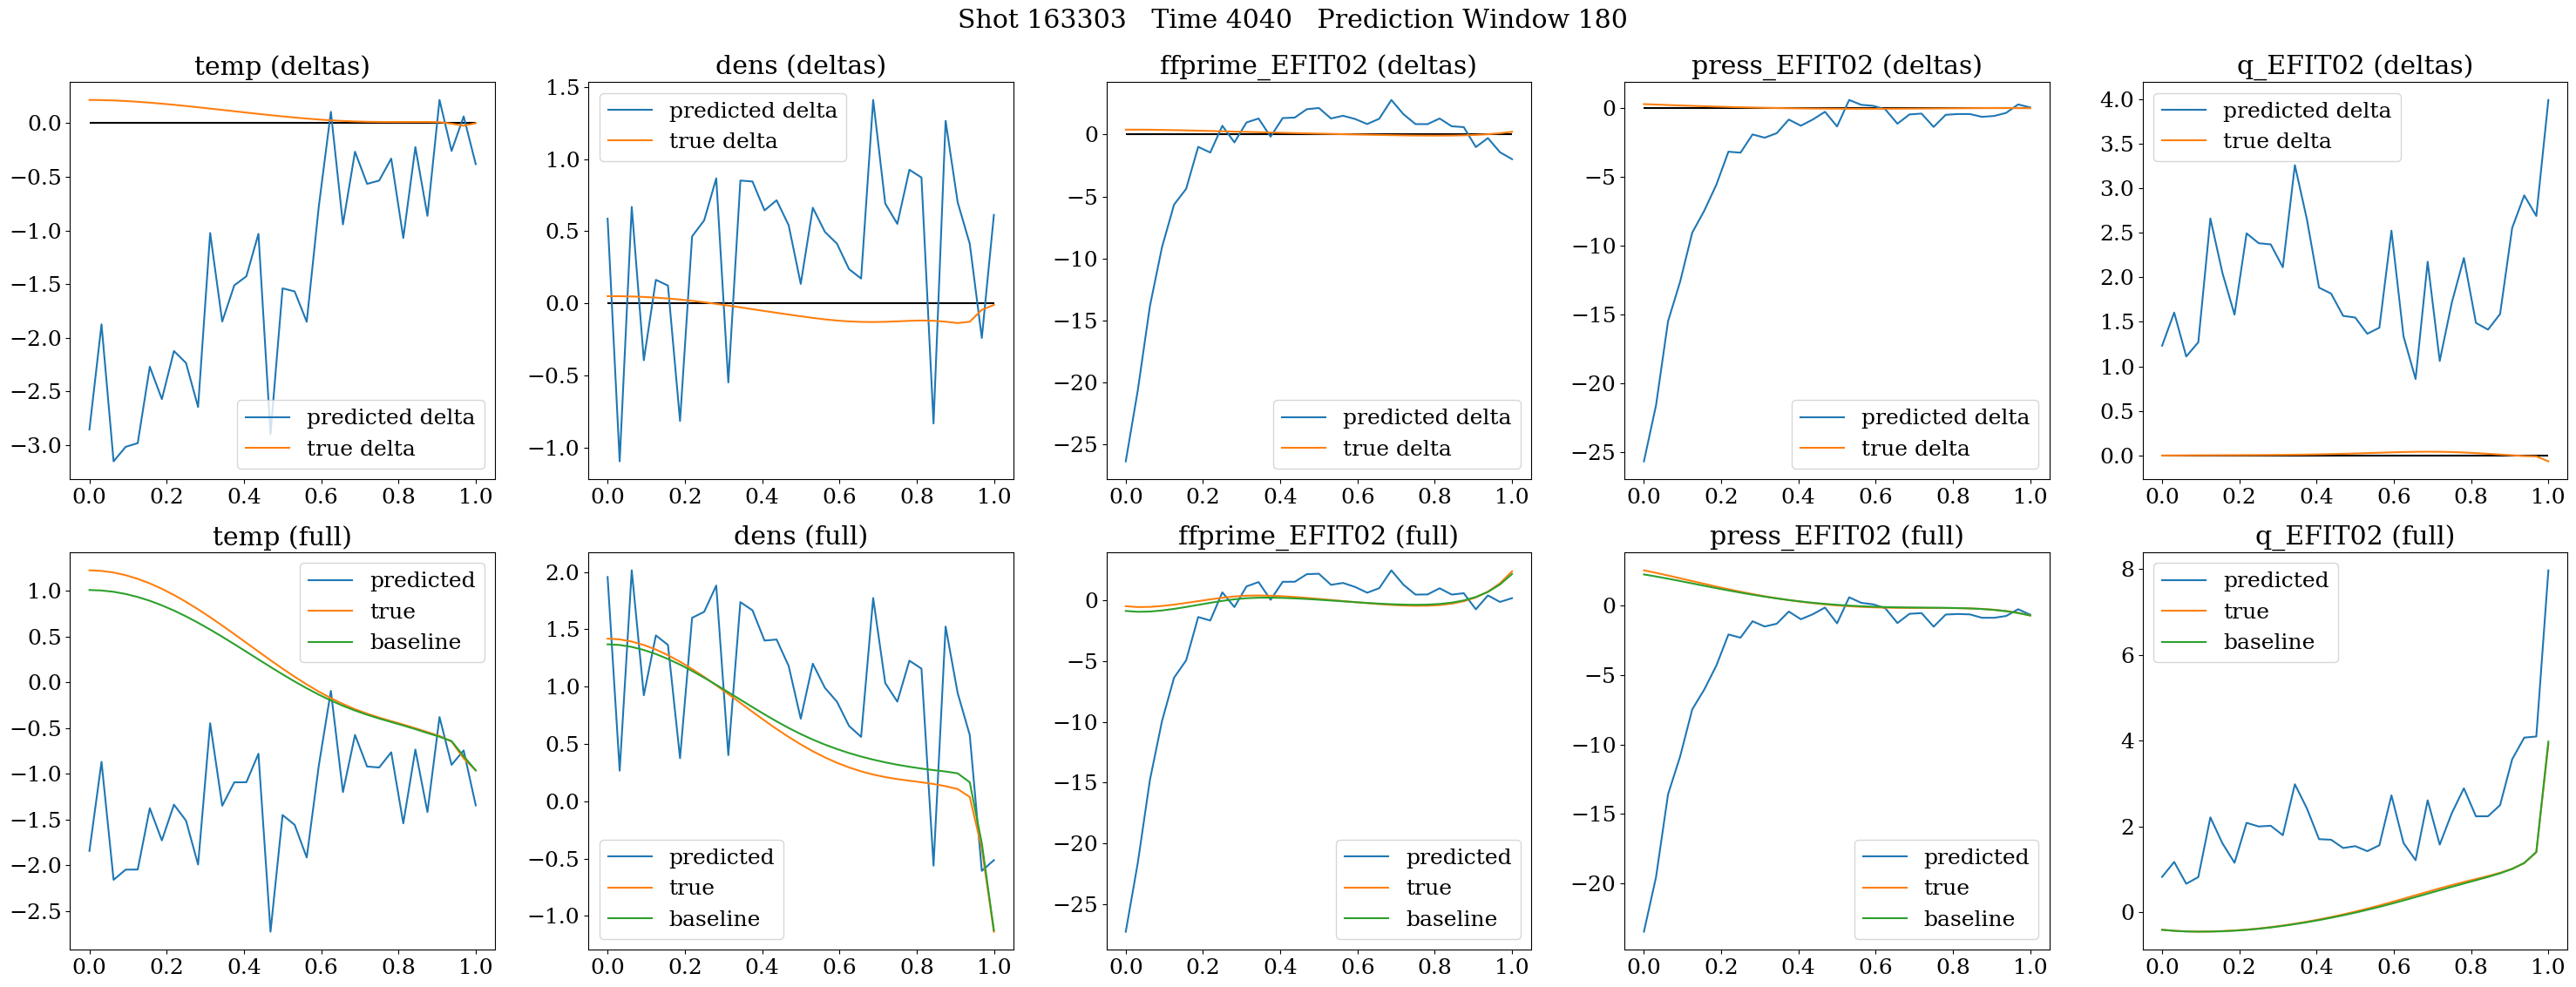 Shot 163303   Time 4040   Prediction Window 180
temp (deltas)
0.0
−0.5
−1.0
−1.5
−2.0
−2.5
−3.0
predicted delta
true delta
0.0 0.2 0.4 0.6 0.8 1.0
dens (deltas)
1.5
1.0
0.5
0.0
−0.5
−1.0
predicted delta
true delta
0.0 0.2 0.4 0.6 0.8 1.0
ffprime_EFIT02 (deltas)
0
−5
−10
−15
−20
−25
predicted delta
true delta
0.0 0.2 0.4 0.6 0.8 1.0
press_EFIT02 (deltas)
0
−5
−10
−15
−20
−25
predicted delta
true delta
0.0 0.2 0.4 0.6 0.8 1.0
q_EFIT02 (deltas)
4.0
3.5
3.0
2.5
2.0
1.5
1.0
0.5
0.0
predicted delta
true delta
0.0 0.2 0.4 0.6 0.8 1.0
temp (full)
1.0
0.5
0.0
−0.5
−1.0
−1.5
−2.0
−2.5
predicted
true
baseline
0.0 0.2 0.4 0.6 0.8 1.0
dens (full)
2.0
1.5
1.0
0.5
0.0
−0.5
−1.0
predicted
true
baseline
0.0 0.2 0.4 0.6 0.8 1.0
ffprime_EFIT02 (full)
0
−5
−10
−15
−20
−25
predicted
true
baseline
0.0 0.2 0.4 0.6 0.8 1.0
press_EFIT02 (full)
0
−5
−10
−15
−20
predicted
true
baseline
0.0 0.2 0.4 0.6 0.8 1.0
q_EFIT02 (full)
8
6
4
2
0
predicted
true
baseline
0.0 0.2 0.4 0.6 0.8 1.0